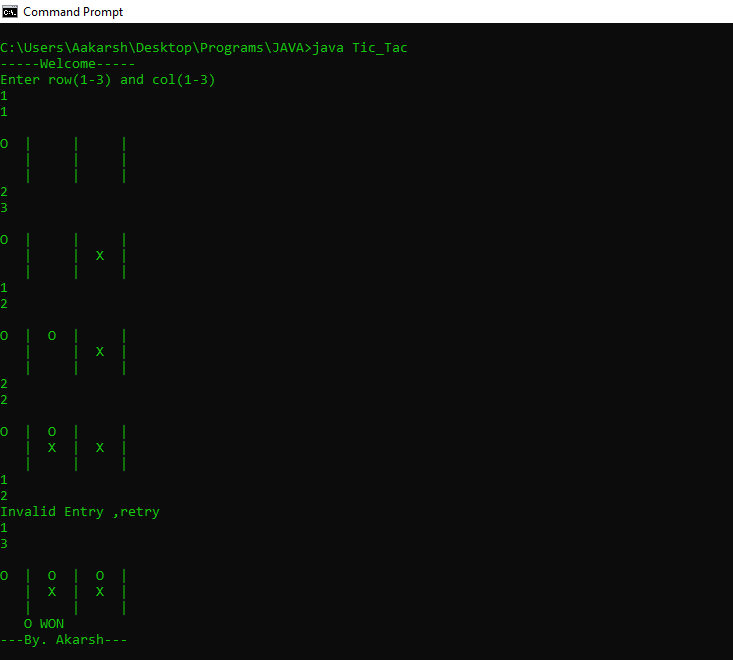 Command Prompt
C:\Users\Aakarsh\Desktop\Programs\JAVA>java Tic_Tac
-----Welcome-----
Enter row(1-3) and col(1-3)
1
1
O  |     |     |
   |     |     |
   |     |     |
2
3
O  |     |     |
   |     |  X  |
   |     |     |
1
2
O  |  O  |     |
   |     |  X  |
   |     |     |
2
2
O  |  O  |     |
   |  X  |  X  |
   |     |     |
1
2
Invalid Entry ,retry
1
3
O  |  O  |  O  |
   |  X  |  X  |
   |     |     |
   O WON
---By. Akarsh---